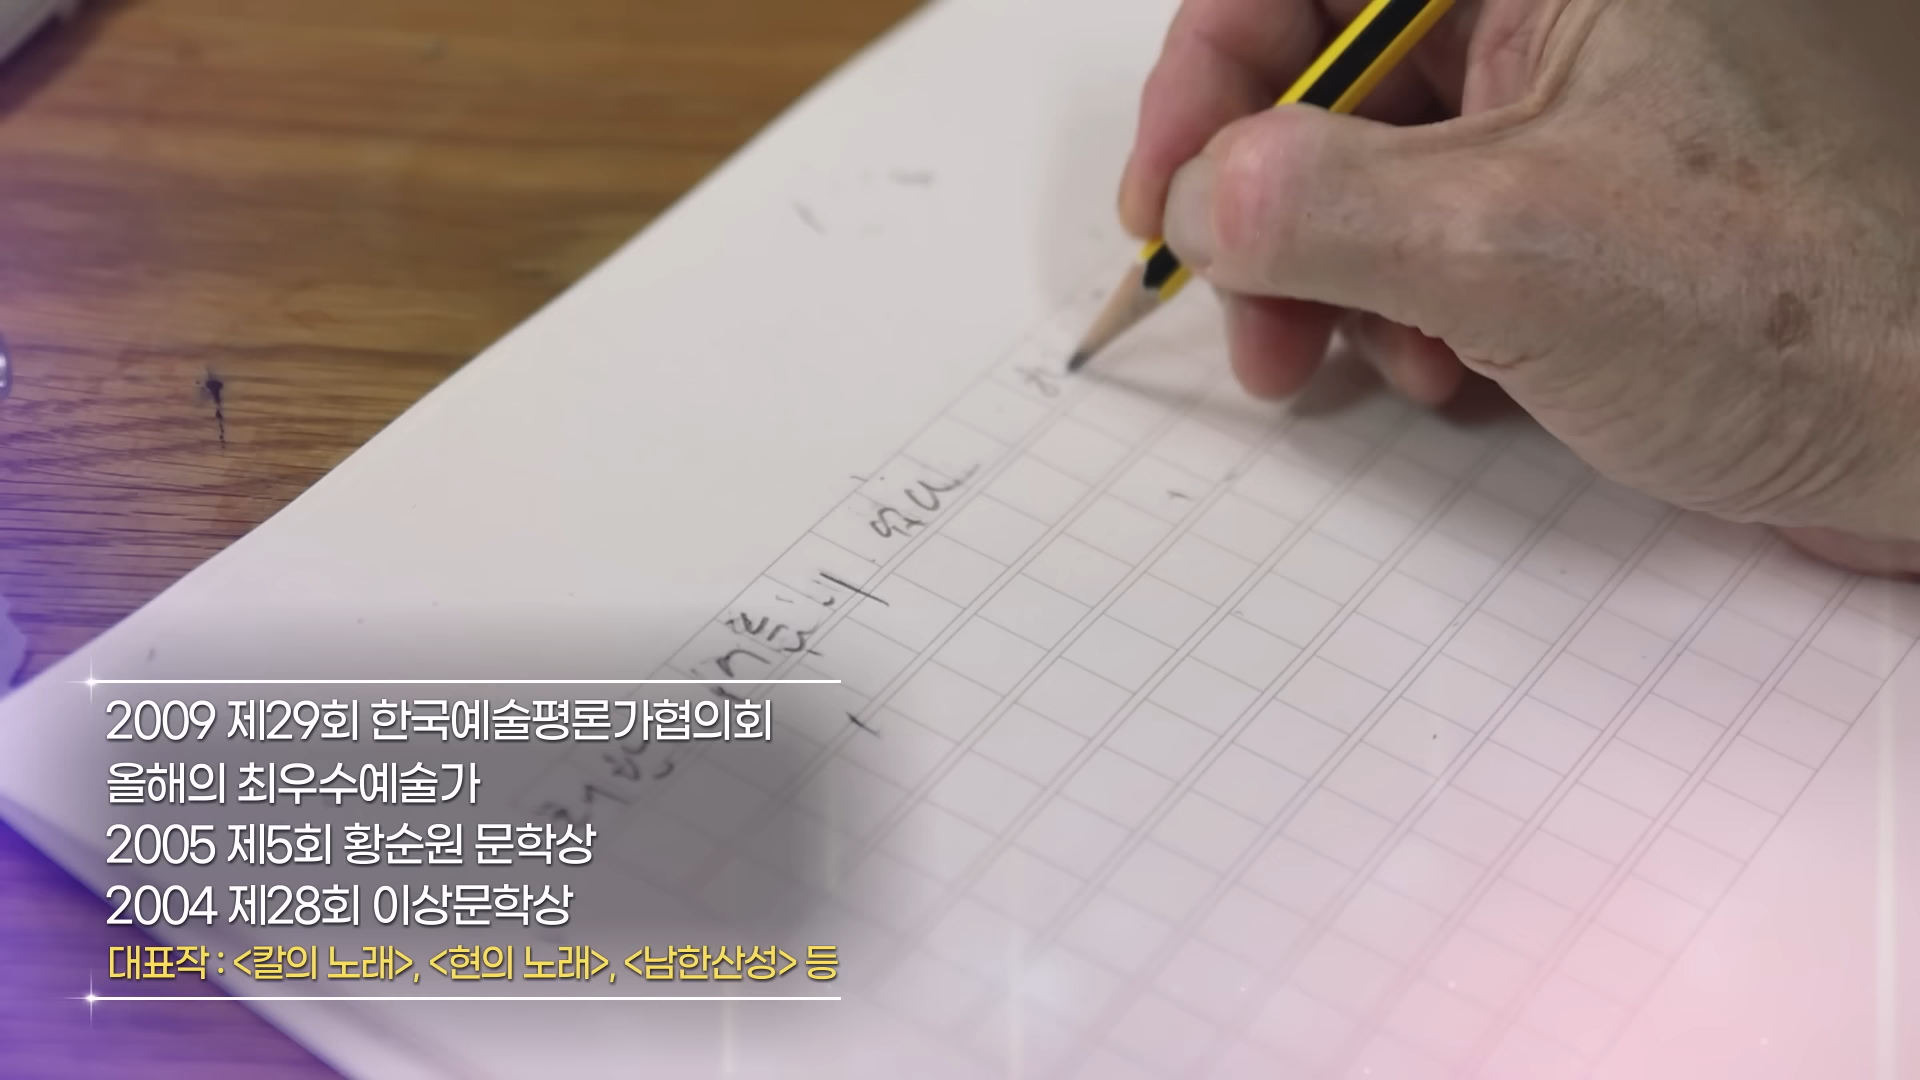 2009 제29회 한국예술평론가협의회
올해의 최우수예술가
2005 제5회 황순원 문학상
2004 제28회 이상문학상
대표작 : <칼의 노래>, <현의 노래>, <남한산성> 등